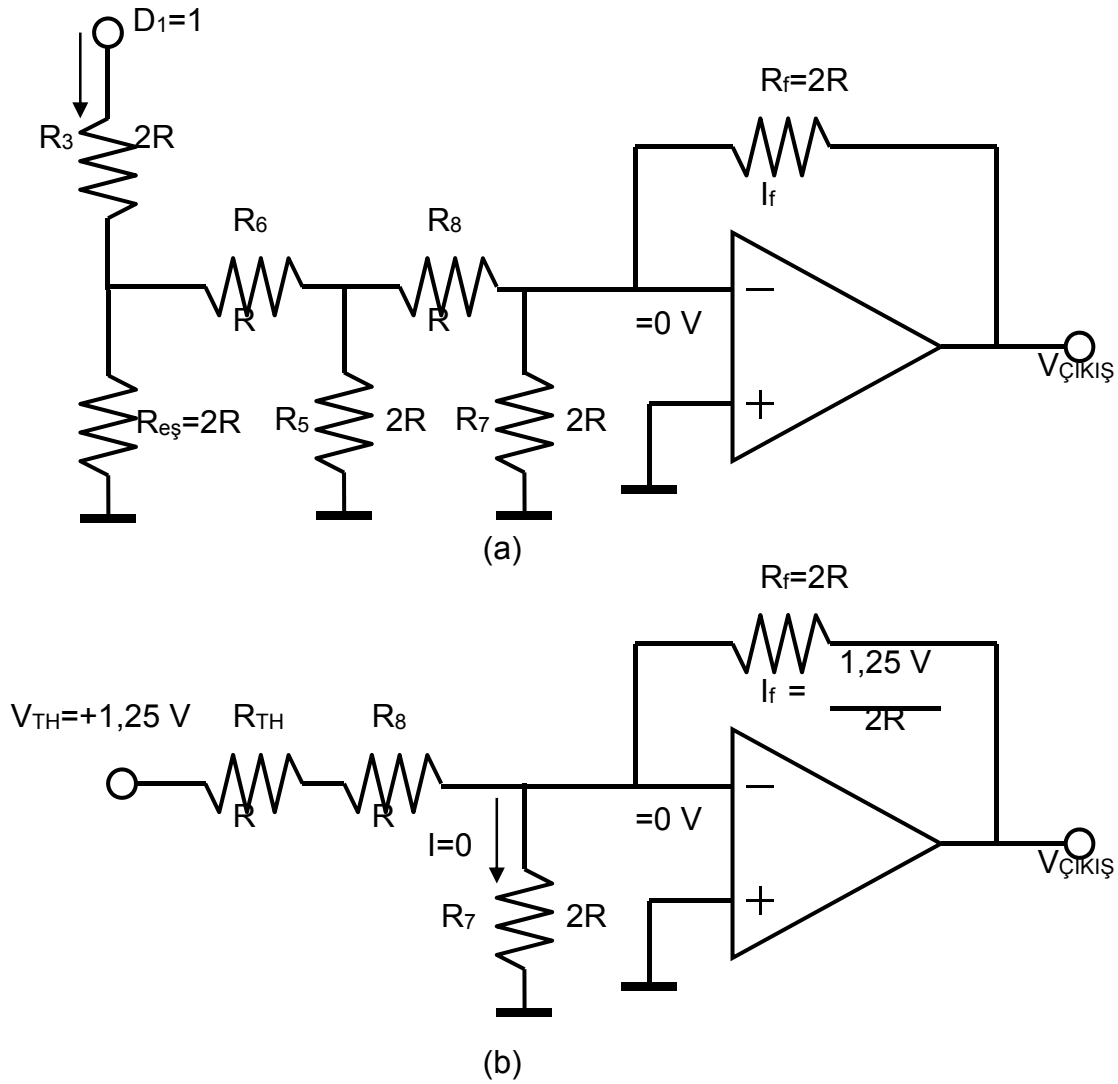 D₁=1
R₃ 2R
R₆
R
R₈
R
Rf=2R
If
=0 V
VÇIKIŞ
Reş=2R
R₅ 2R
R₇ 2R
(a)
Rf=2R
If = 1,25 V
2R
VTH=+1,25 V
RTH
R
R₈
R
I=0
=0 V
R₇ 2R
VÇIKIŞ
(b)